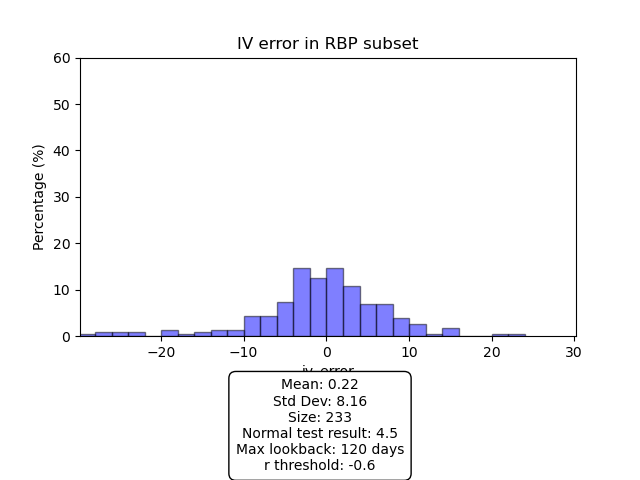 IV error in RBP subset
60
50
40
30
20
10
0
Percentage (%)
−20
−10
0
10
20
30
iv_error
Mean: 0.22
Std Dev: 8.16
Size: 233
Normal test result: 4.5
Max lookback: 120 days
r threshold: -0.6